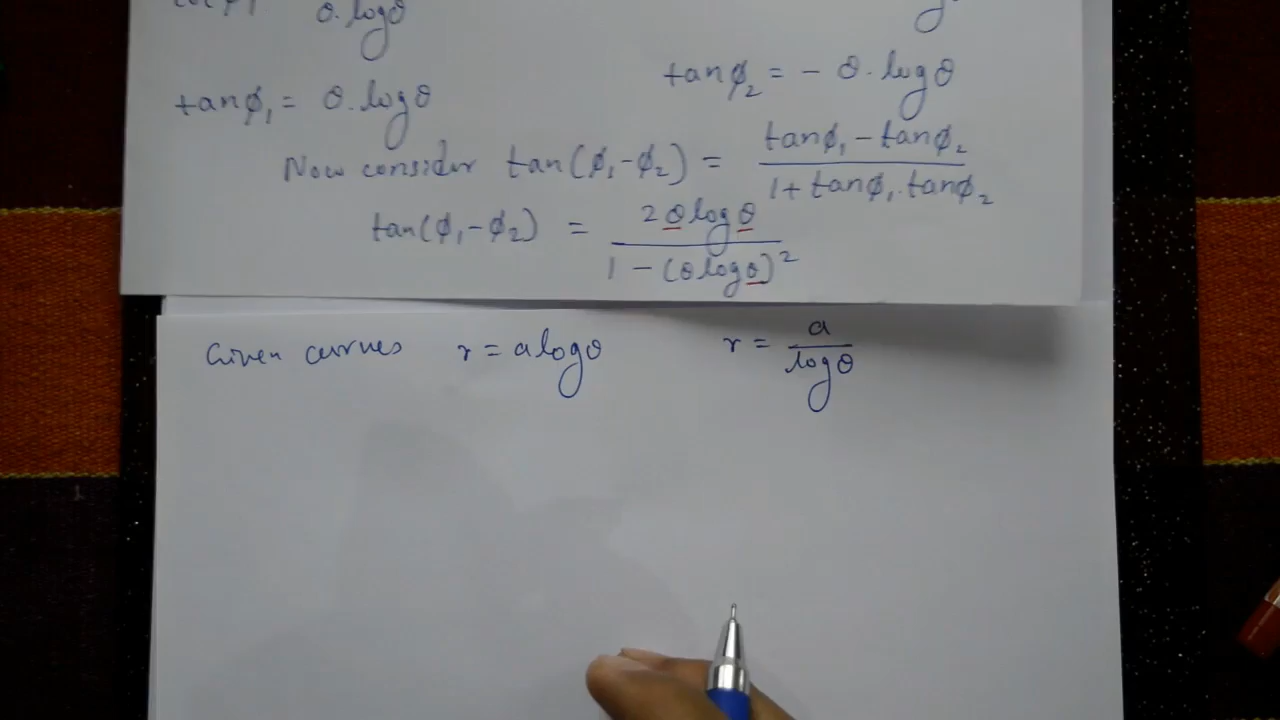 θ.logθ
tanφ₁ = θ.logθ
tanφ₂ = - θ.logθ
Now consider tan(φ₁-φ₂) = (tanφ₁ - tanφ₂)/(1+tanφ₁.tanφ₂)
tan(φ₁-φ₂) = 2θlogθ/(1-(θlogθ)²)
Given curves r = alogθ r = a/logθ